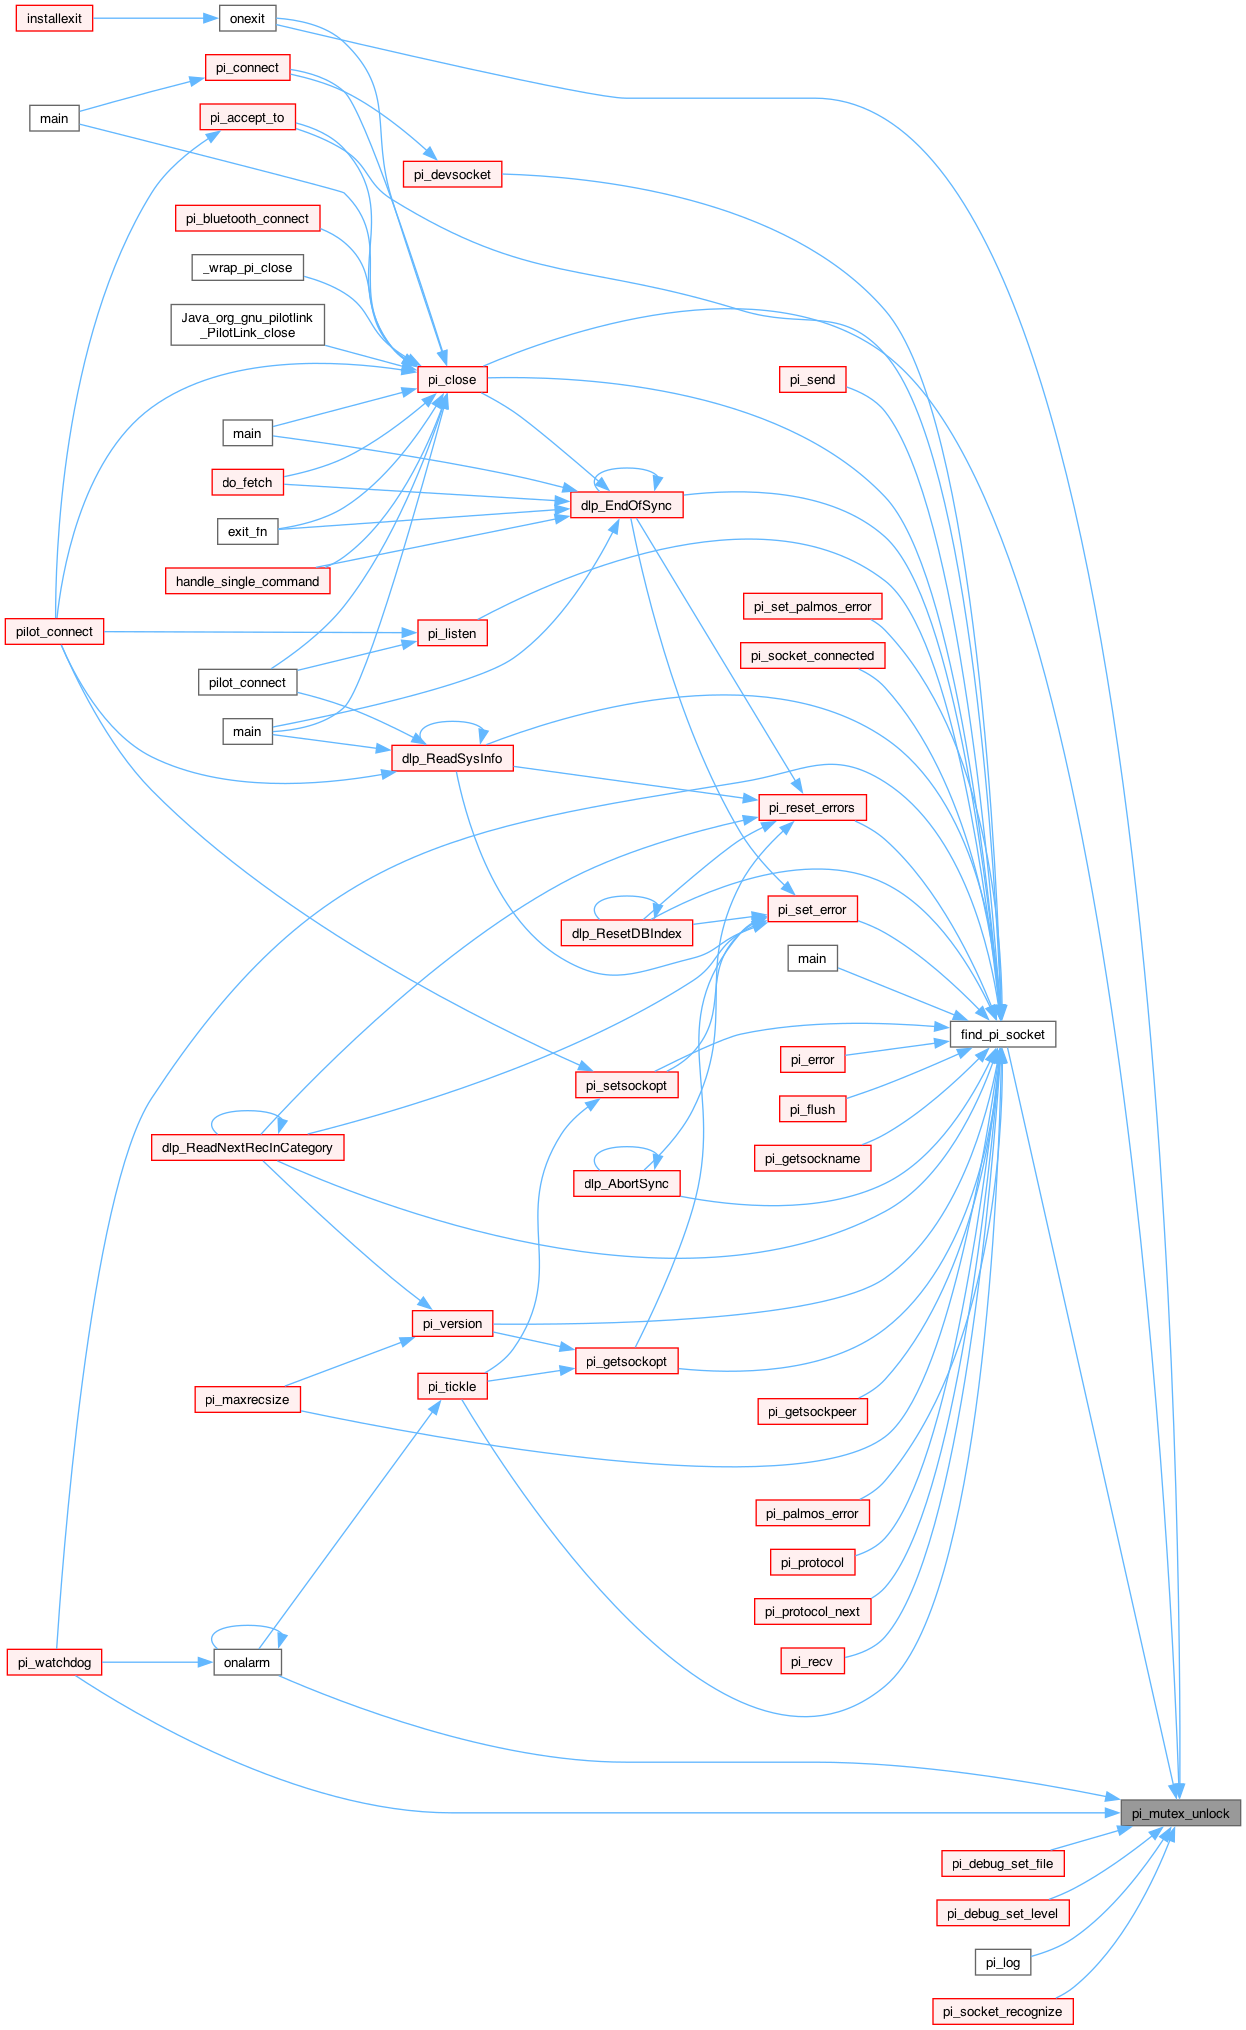 installexit
onexit
pi_connect
main
pi_accept_to
pi_devsocket
pi_bluetooth_connect
_wrap_pi_close
Java_org_gnu_pilotlink
_PilotLink_close
pi_close
pi_send
main
do_fetch
dlp_EndOfSync
exit_fn
handle_single_command
pi_set_palmos_error
pilot_connect
pi_listen
pi_socket_connected
pilot_connect
main
dlp_ReadSysInfo
pi_reset_errors
pi_set_error
dlp_ResetDBIndex
main
find_pi_socket
pi_error
pi_setsockopt
pi_flush
dlp_ReadNextRecInCategory
pi_getsockname
dlp_AbortSync
pi_version
pi_getsockopt
pi_tickle
pi_maxrecsize
pi_getsockpeer
pi_palmos_error
pi_protocol
pi_protocol_next
pi_recv
pi_watchdog
onalarm
pi_mutex_unlock
pi_debug_set_file
pi_debug_set_level
pi_log
pi_socket_recognize